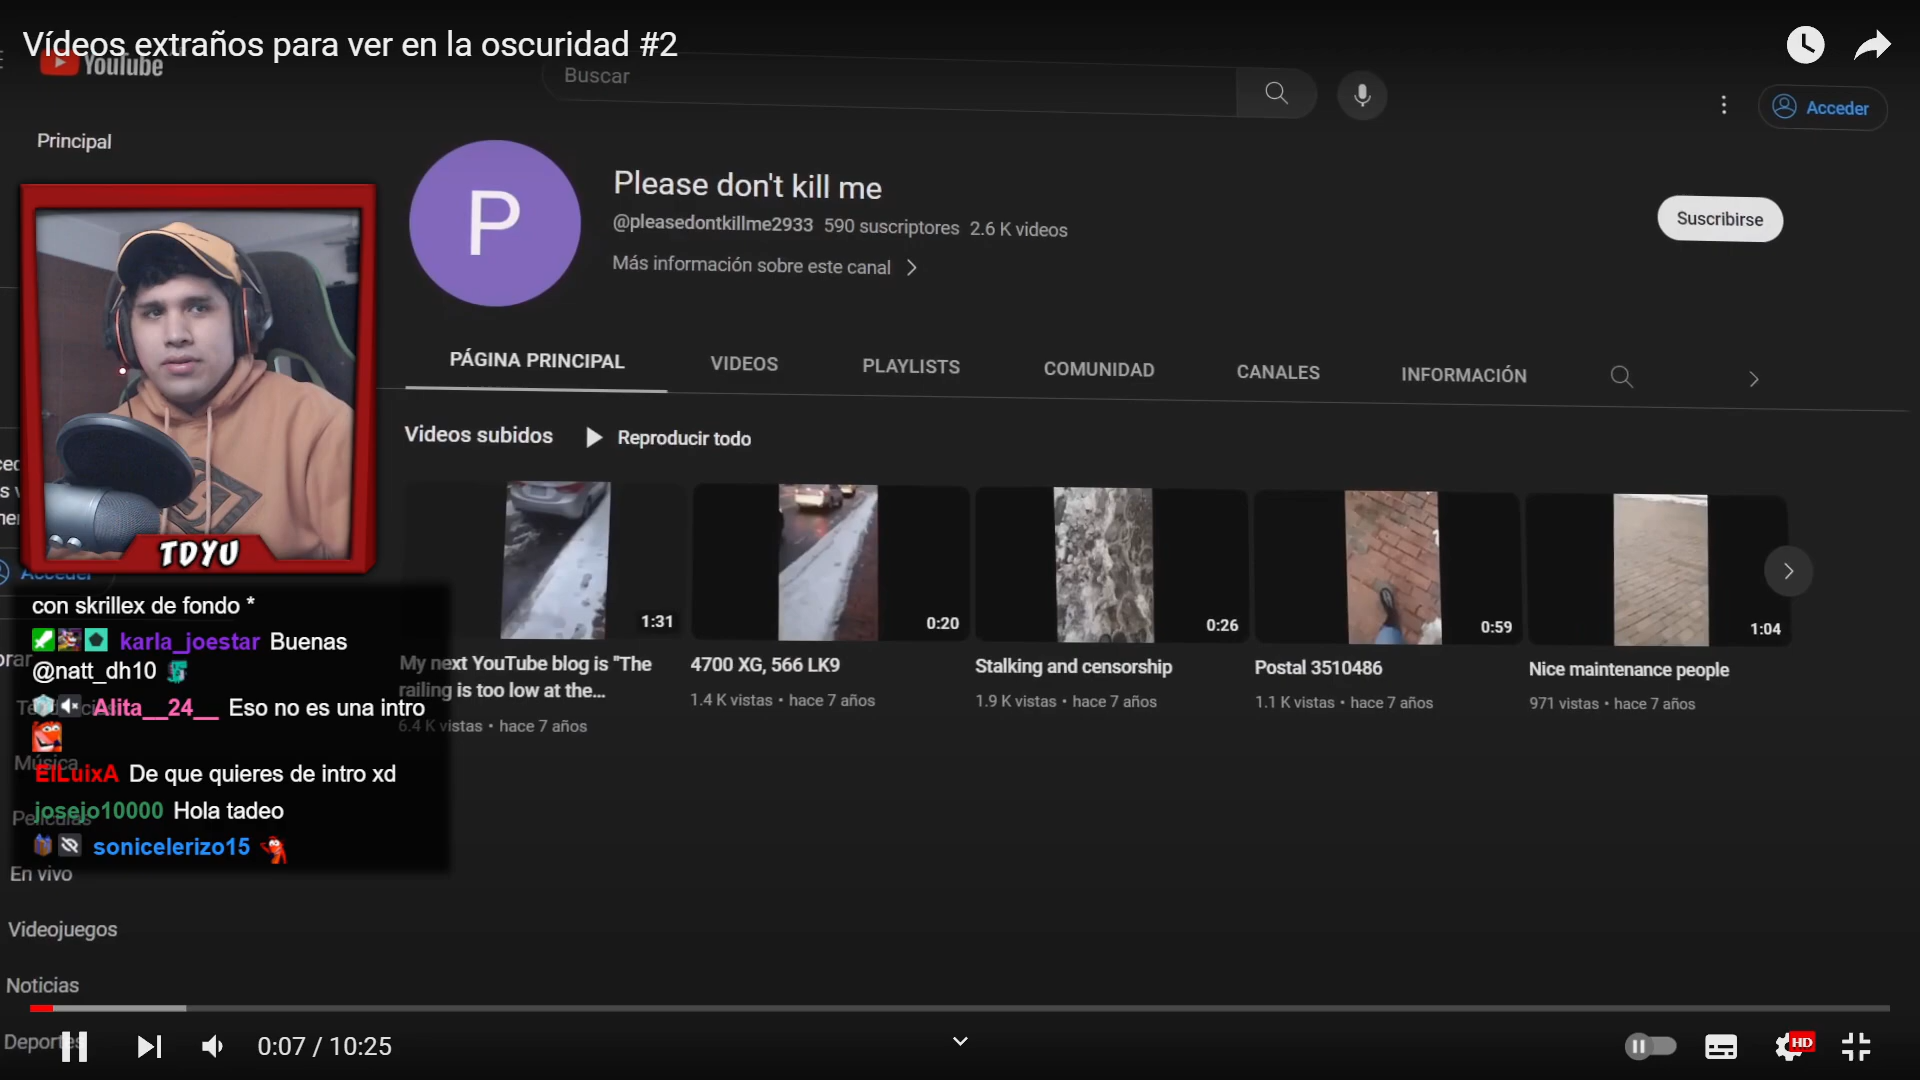 Vídeos extraños para ver en la oscuridad #2
YouTube
Buscar
Acceder
Principal
P
Please don't kill me
@pleasedontkillme2933 590 suscriptores 2.6 K videos
Más información sobre este canal
Suscribirse
PÁGINA PRINCIPAL VIDEOS PLAYLISTS COMUNIDAD CANALES INFORMACIÓN
Videos subidos Reproducir todo
1:31 0:20 0:26 0:59 1:04
My next YouTube blog is "The
railing is too low at the...
6.4 K vistas • hace 7 años
4700 XG, 566 LK9
1.4 K vistas • hace 7 años
Stalking and censorship
1.9 K vistas • hace 7 años
Postal 3510486
1.1 K vistas • hace 7 años
Nice maintenance people
971 vistas • hace 7 años
TDYU
Acceder
con skrillex de fondo *
karla_joestar Buenas
@natt_dh10
Alita__24__ Eso no es una intro
Música
ElLuixA De que quieres de intro xd
josejo10000 Hola tadeo
Películas
sonicelerizo15
En vivo
Videojuegos
Noticias
Deportes
0:07 / 10:25
HD